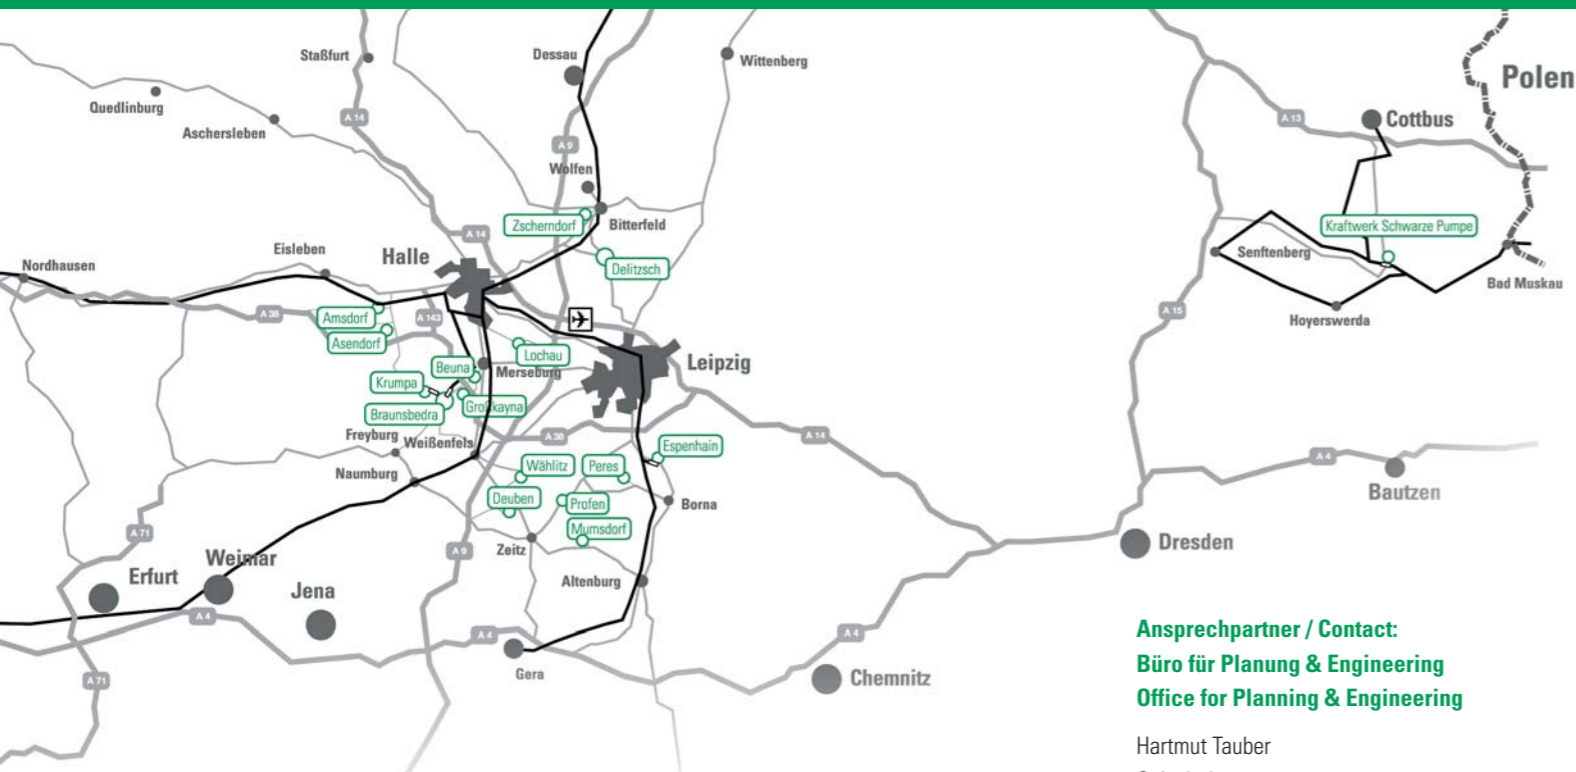 Staßfurt
Dessau
Wittenberg
Polen
Quedlinburg
Aschersleben
A 14
A 9
Wolfen
A 13
Cottbus
Zscherndorf
Bitterfeld
Kraftwerk Schwarze Pumpe
A 14
Eisleben
Halle
Senftenberg
Nordhausen
Delitzsch
Bad Muskau
A 38
Amsdorf
A 143
A 15
Hoyerswerda
Asendorf
Lochau
Leipzig
Beuna
Merseburg
Krumpa
Braunsbedra
Großkayna
Freyburg
Weißenfels
A 38
A 14
Espenhain
A 4
Naumburg
Wählitz
Peres
Bautzen
Deuben
Profen
Borna
Mumsdorf
A 71
Zeitz
A 9
Dresden
Weimar
Erfurt
Jena
Altenburg
A 4
A 4
A 4
Gera
A 71
Chemnitz
Ansprechpartner / Contact:
Büro für Planung & Engineering
Office for Planning & Engineering
Hartmut Tauber